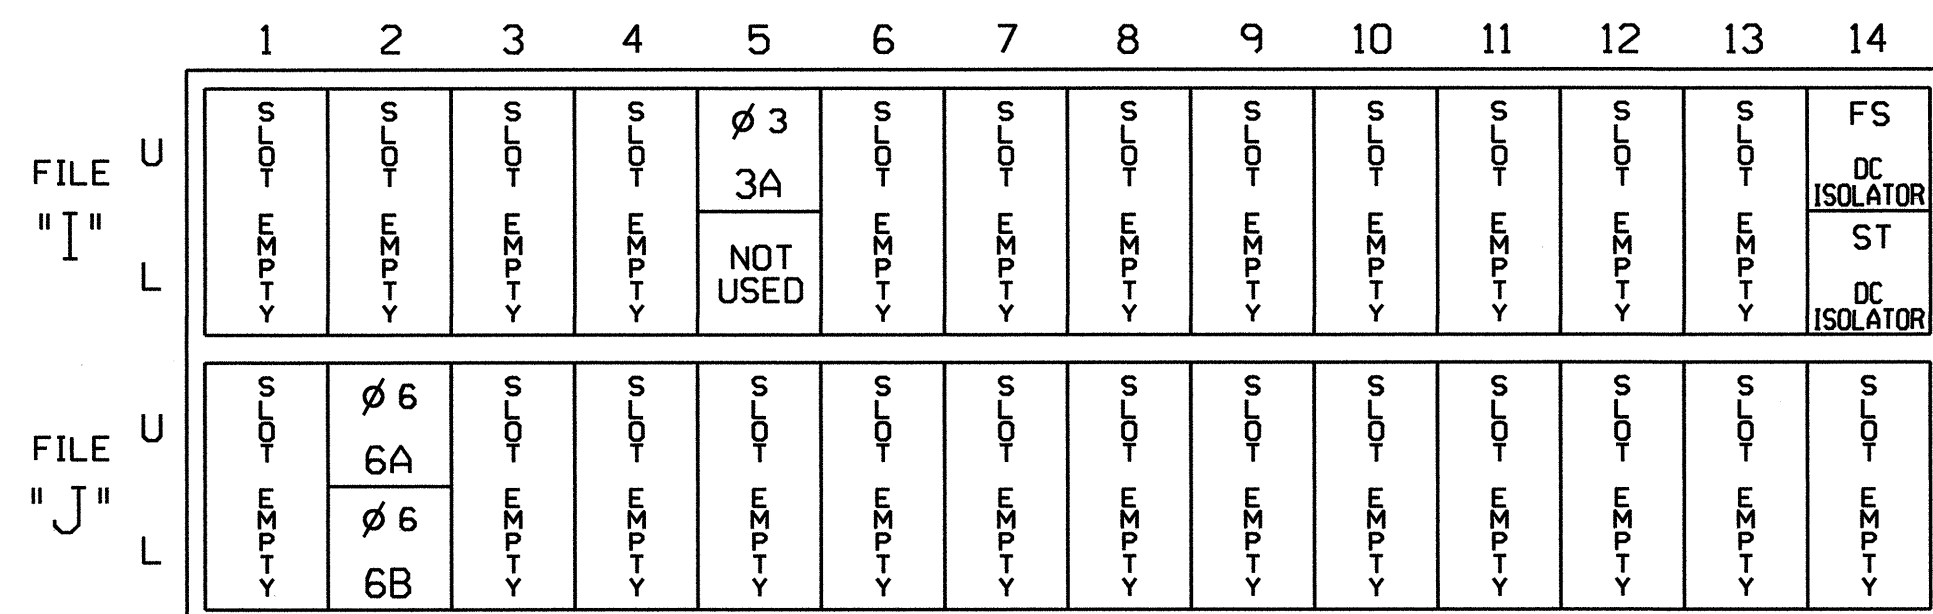 1 2 3 4 5 6 7 8 9 10 11 12 13 14
FILE "I"
U
L
SLOT EMPTY
SLOT EMPTY
SLOT EMPTY
SLOT EMPTY
Ø 3
3A
NOT
USED
SLOT EMPTY
SLOT EMPTY
SLOT EMPTY
SLOT EMPTY
SLOT EMPTY
SLOT EMPTY
SLOT EMPTY
SLOT EMPTY
FS
DC
ISOLATOR
ST
DC
ISOLATOR
FILE "J"
U
L
SLOT EMPTY
Ø 6
6A
Ø 6
6B
SLOT EMPTY
SLOT EMPTY
SLOT EMPTY
SLOT EMPTY
SLOT EMPTY
SLOT EMPTY
SLOT EMPTY
SLOT EMPTY
SLOT EMPTY
SLOT EMPTY
SLOT EMPTY
SLOT EMPTY